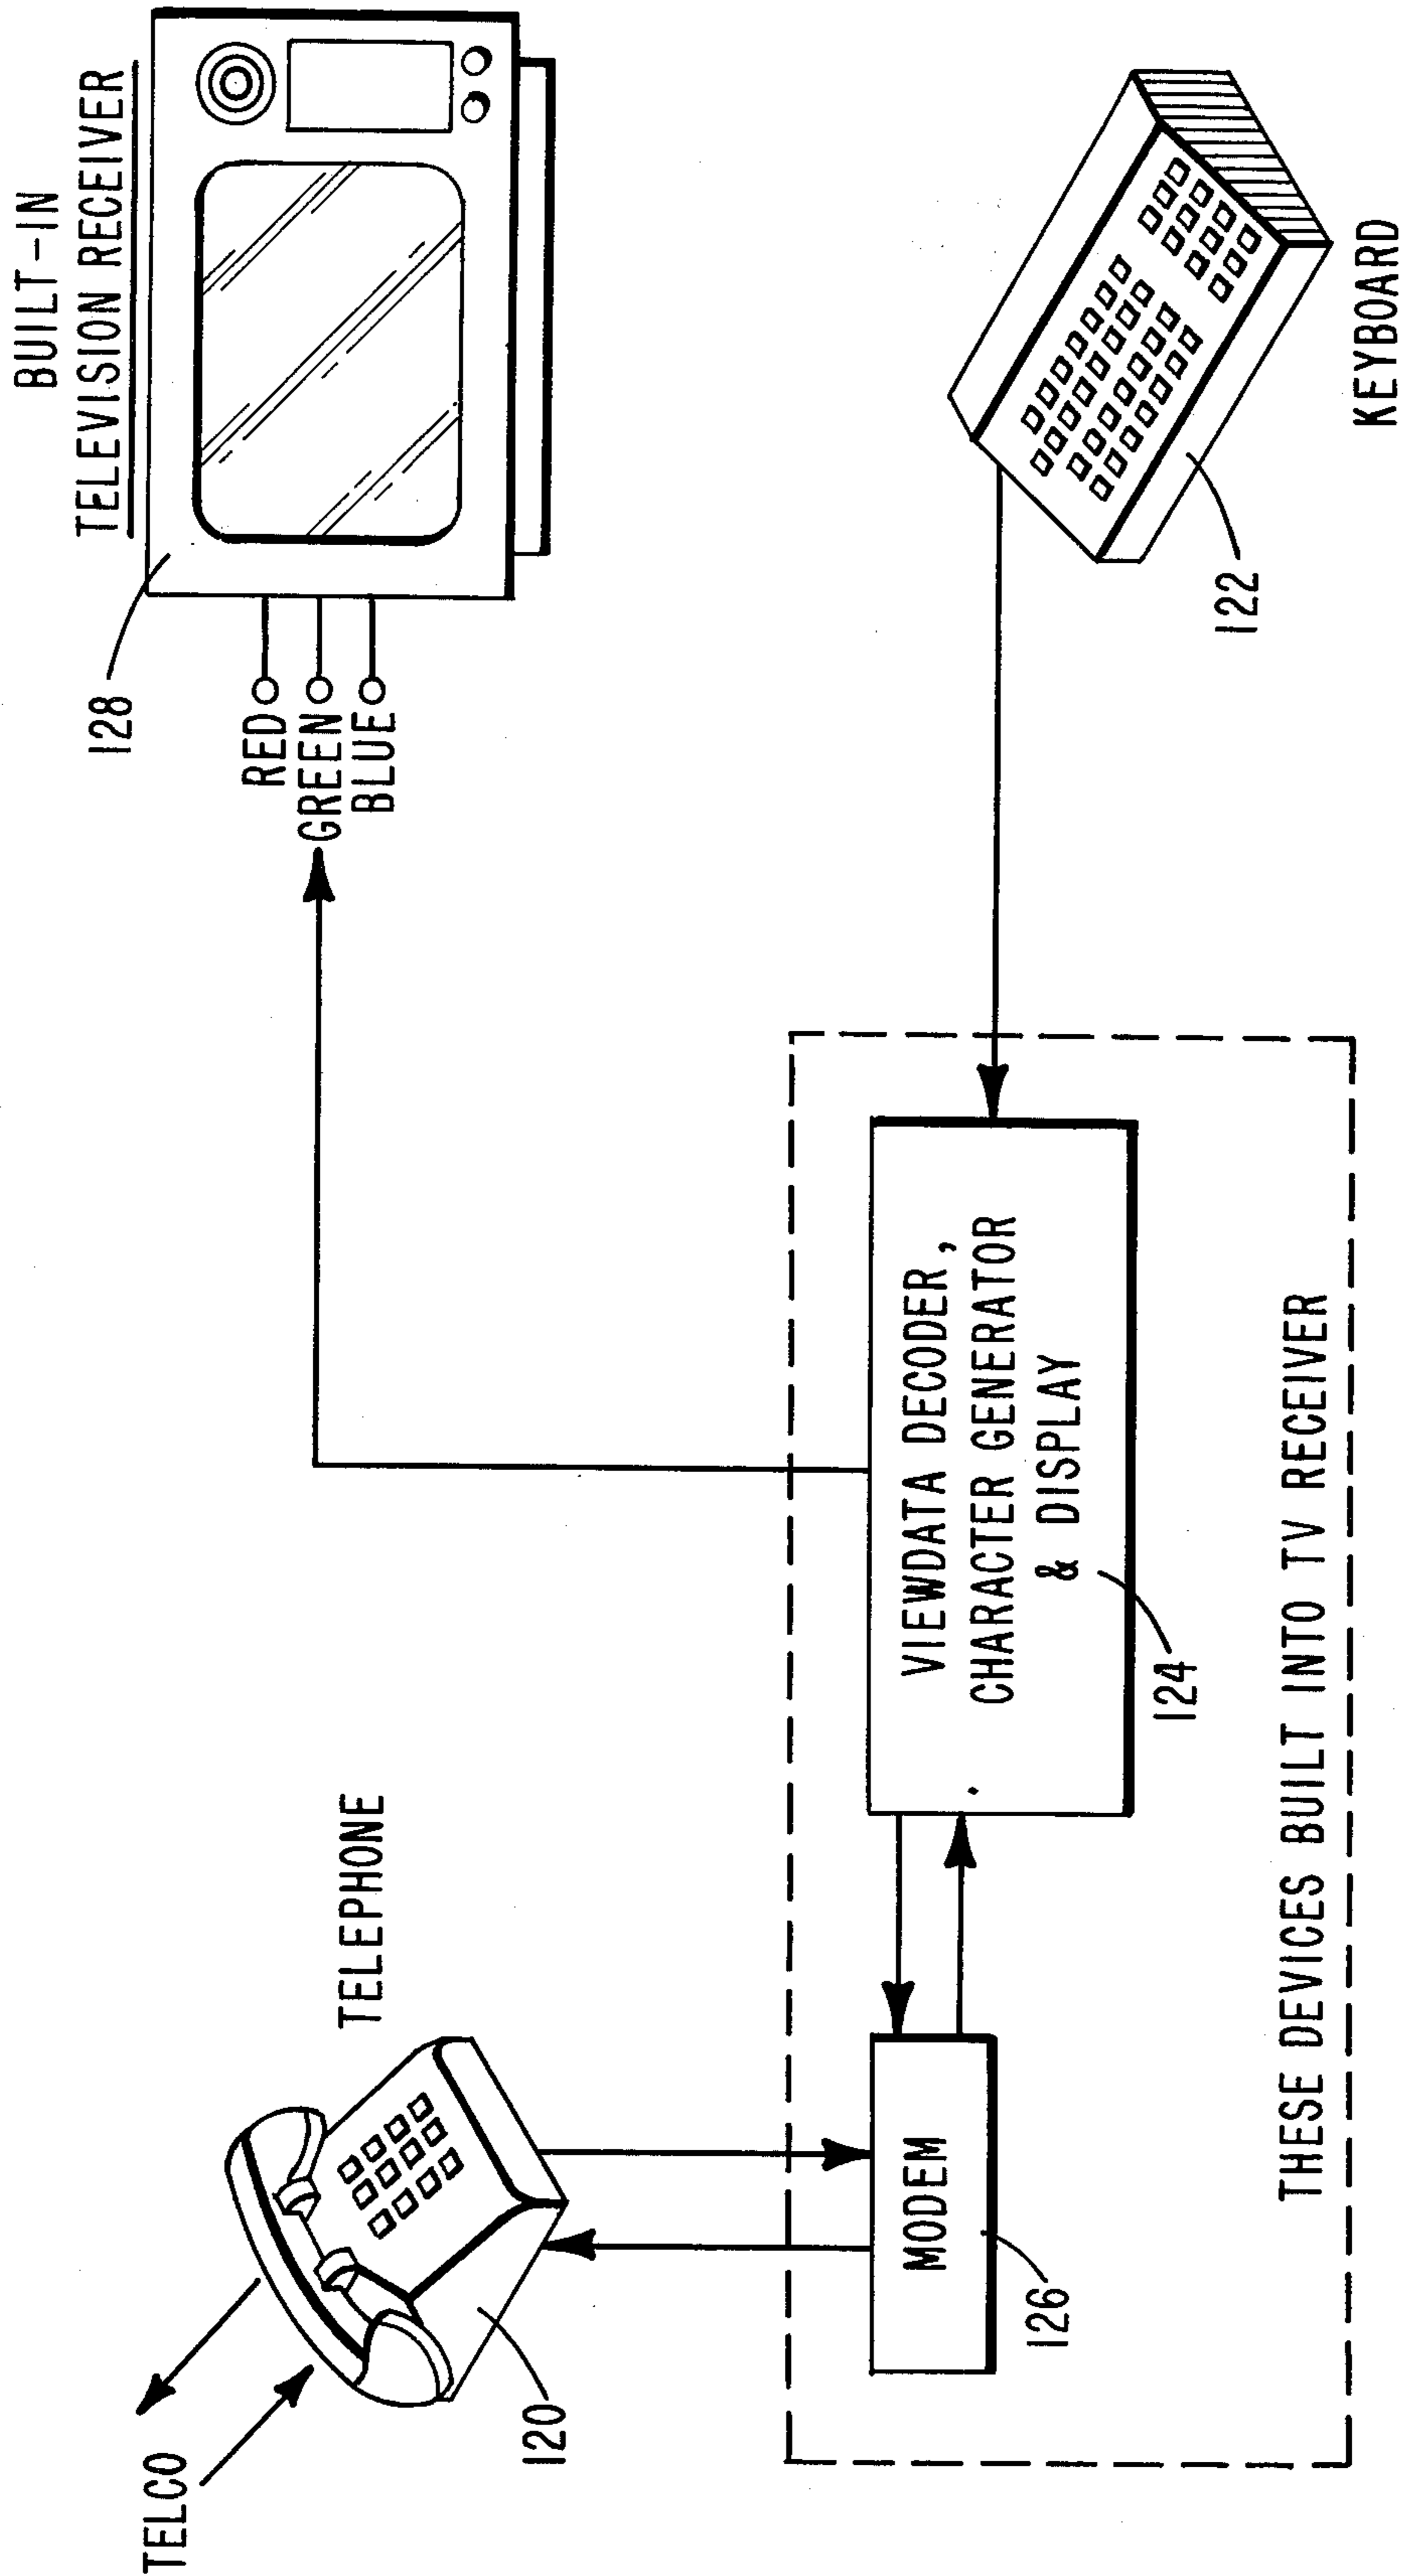 TELCO
TELEPHONE
120
BUILT-IN
TELEVISION RECEIVER
128
RED
GREEN
BLUE
MODEM
126
VIEWDATA DECODER,
CHARACTER GENERATOR
& DISPLAY
124
THESE DEVICES BUILT INTO TV RECEIVER
122
KEYBOARD